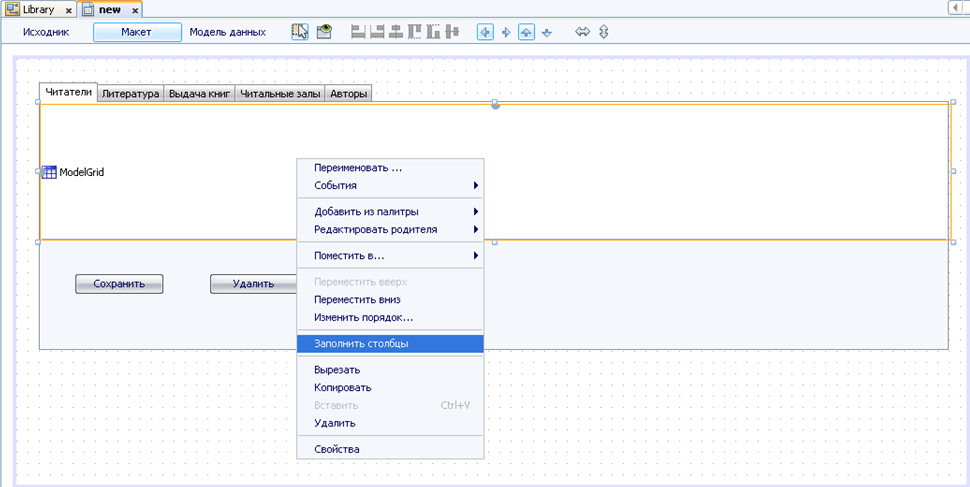 Library
new
Исходник
Макет
Модель данных
Читатели
Литература
Выдача книг
Читальные залы
Авторы
ModelGrid
Переименовать ...
События
Добавить из палитры
Редактировать родителя
Поместить в...
Переместить вверх
Переместить вниз
Изменить порядок...
Заполнить столбцы
Вырезать
Копировать
Вставить Ctrl+V
Удалить
Свойства
Сохранить
Удалить